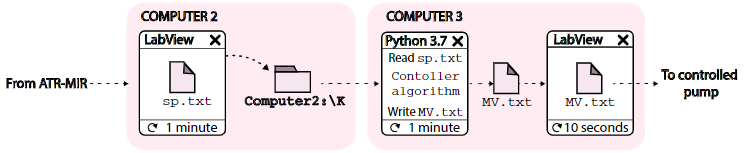 COMPUTER 2
COMPUTER 3
From ATR-MIR
LabView
sp.txt
1 minute
Computer2:\K
Python 3.7
Read sp.txt
Contoller
algorithm
Write MV.txt
1 minute
MV.txt
LabView
MV.txt
10 seconds
To controlled
pump